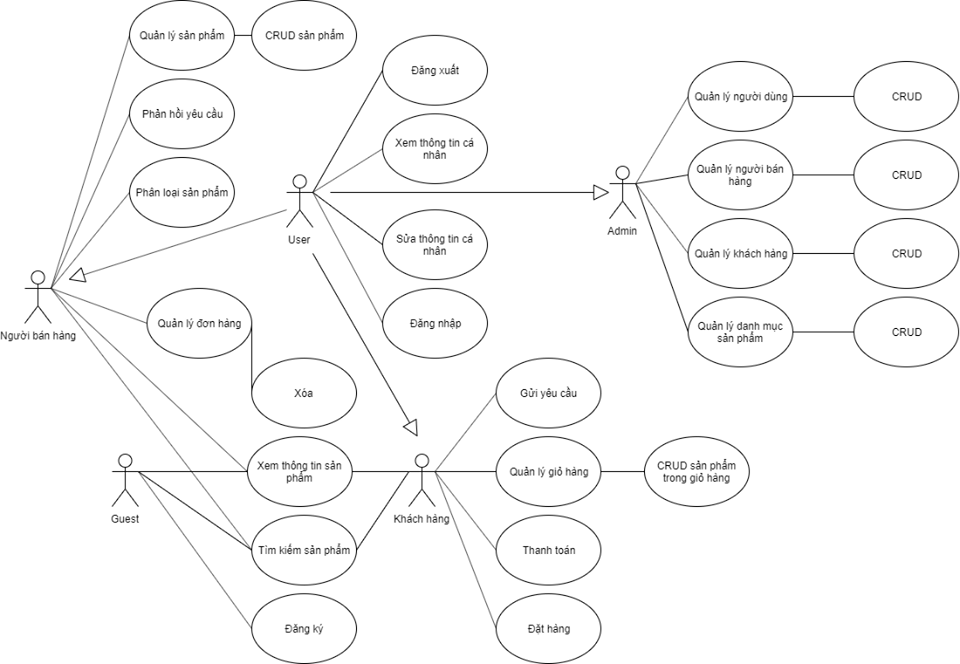 Quản lý sản phẩm
CRUD sản phẩm
Phản hồi yêu cầu
Phân loại sản phẩm
Người bán hàng
Quản lý đơn hàng
Xóa
Đăng xuất
Xem thông tin cá
nhân
User
Sửa thông tin cá
nhân
Đăng nhập
Admin
Quản lý người dùng
CRUD
Quản lý người bán
hàng
CRUD
Quản lý khách hàng
CRUD
Quản lý danh mục
sản phẩm
CRUD
Guest
Xem thông tin sản
phẩm
Tìm kiếm sản phẩm
Đăng ký
Khách hàng
Gửi yêu cầu
Quản lý giỏ hàng
CRUD sản phẩm
trong giỏ hàng
Thanh toán
Đặt hàng